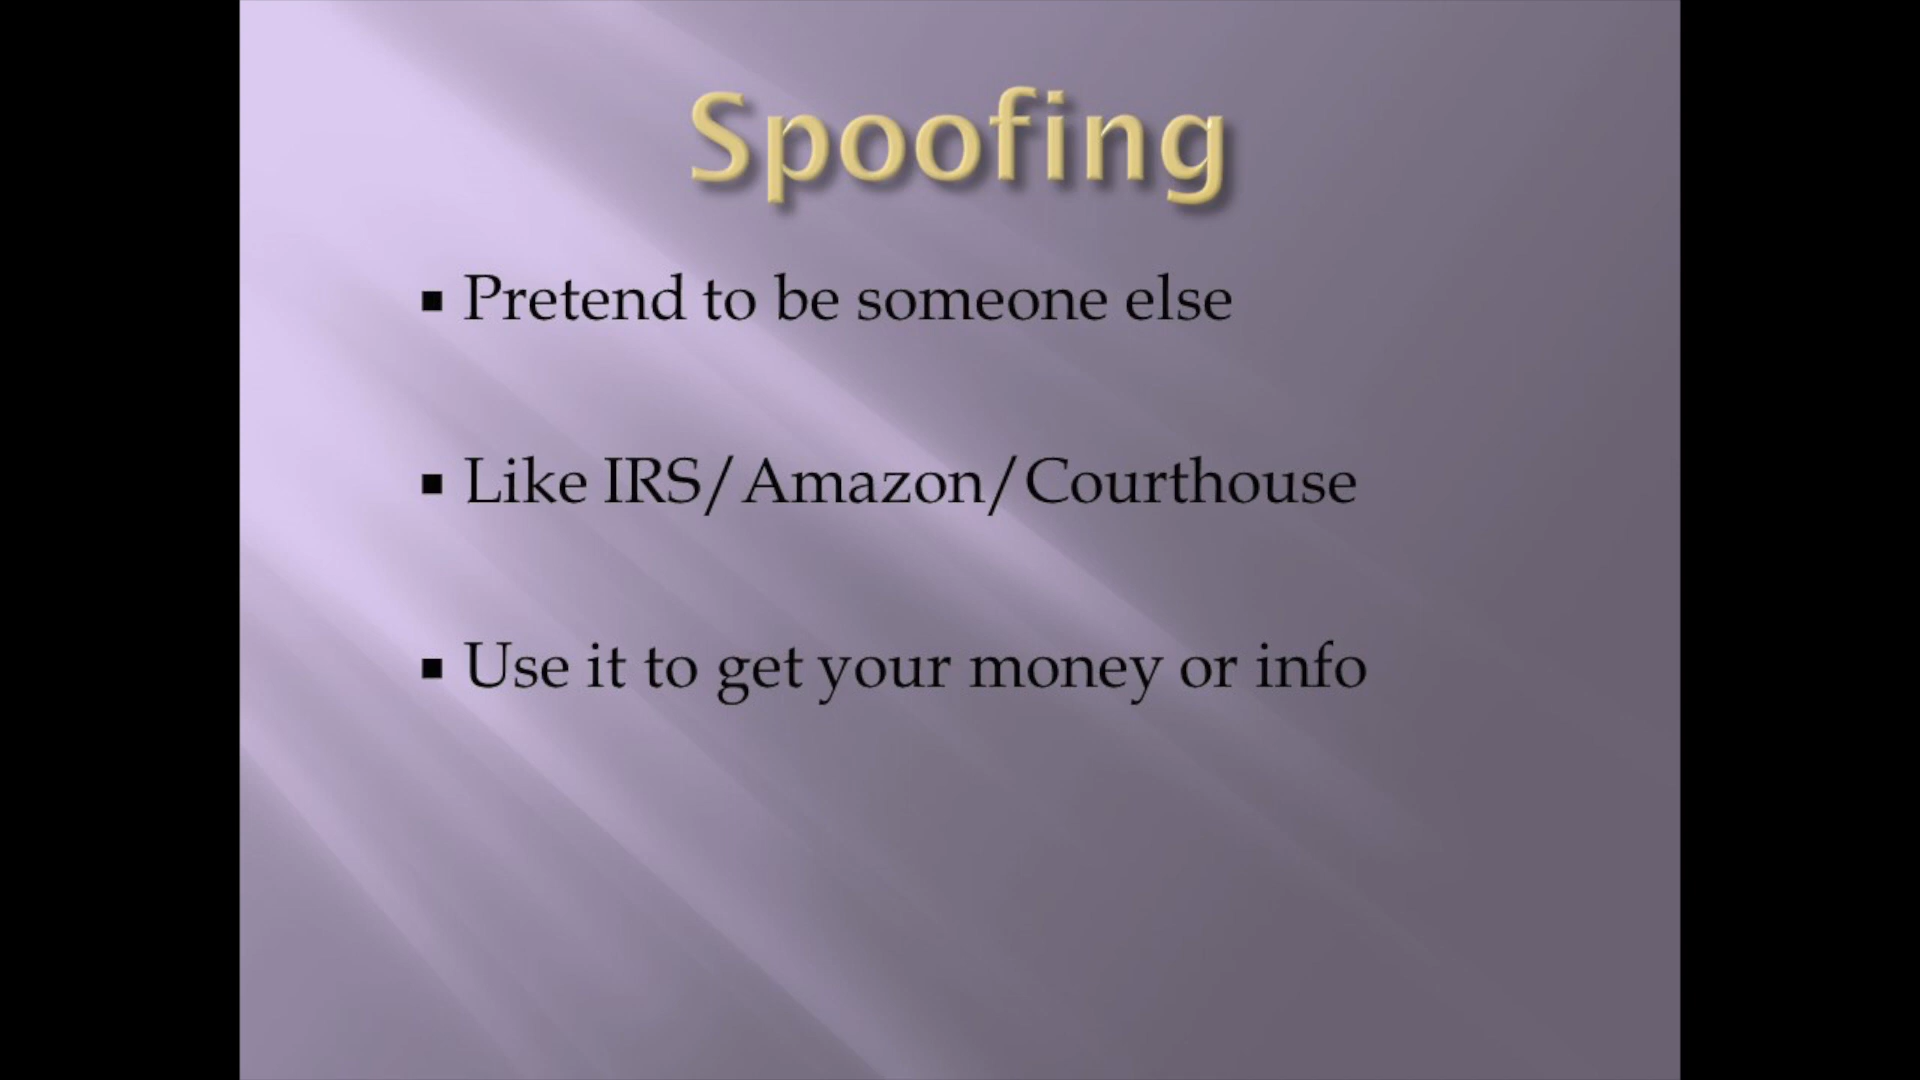 Spoofing
▪ Pretend to be someone else
▪ Like IRS/Amazon/Courthouse
▪ Use it to get your money or info